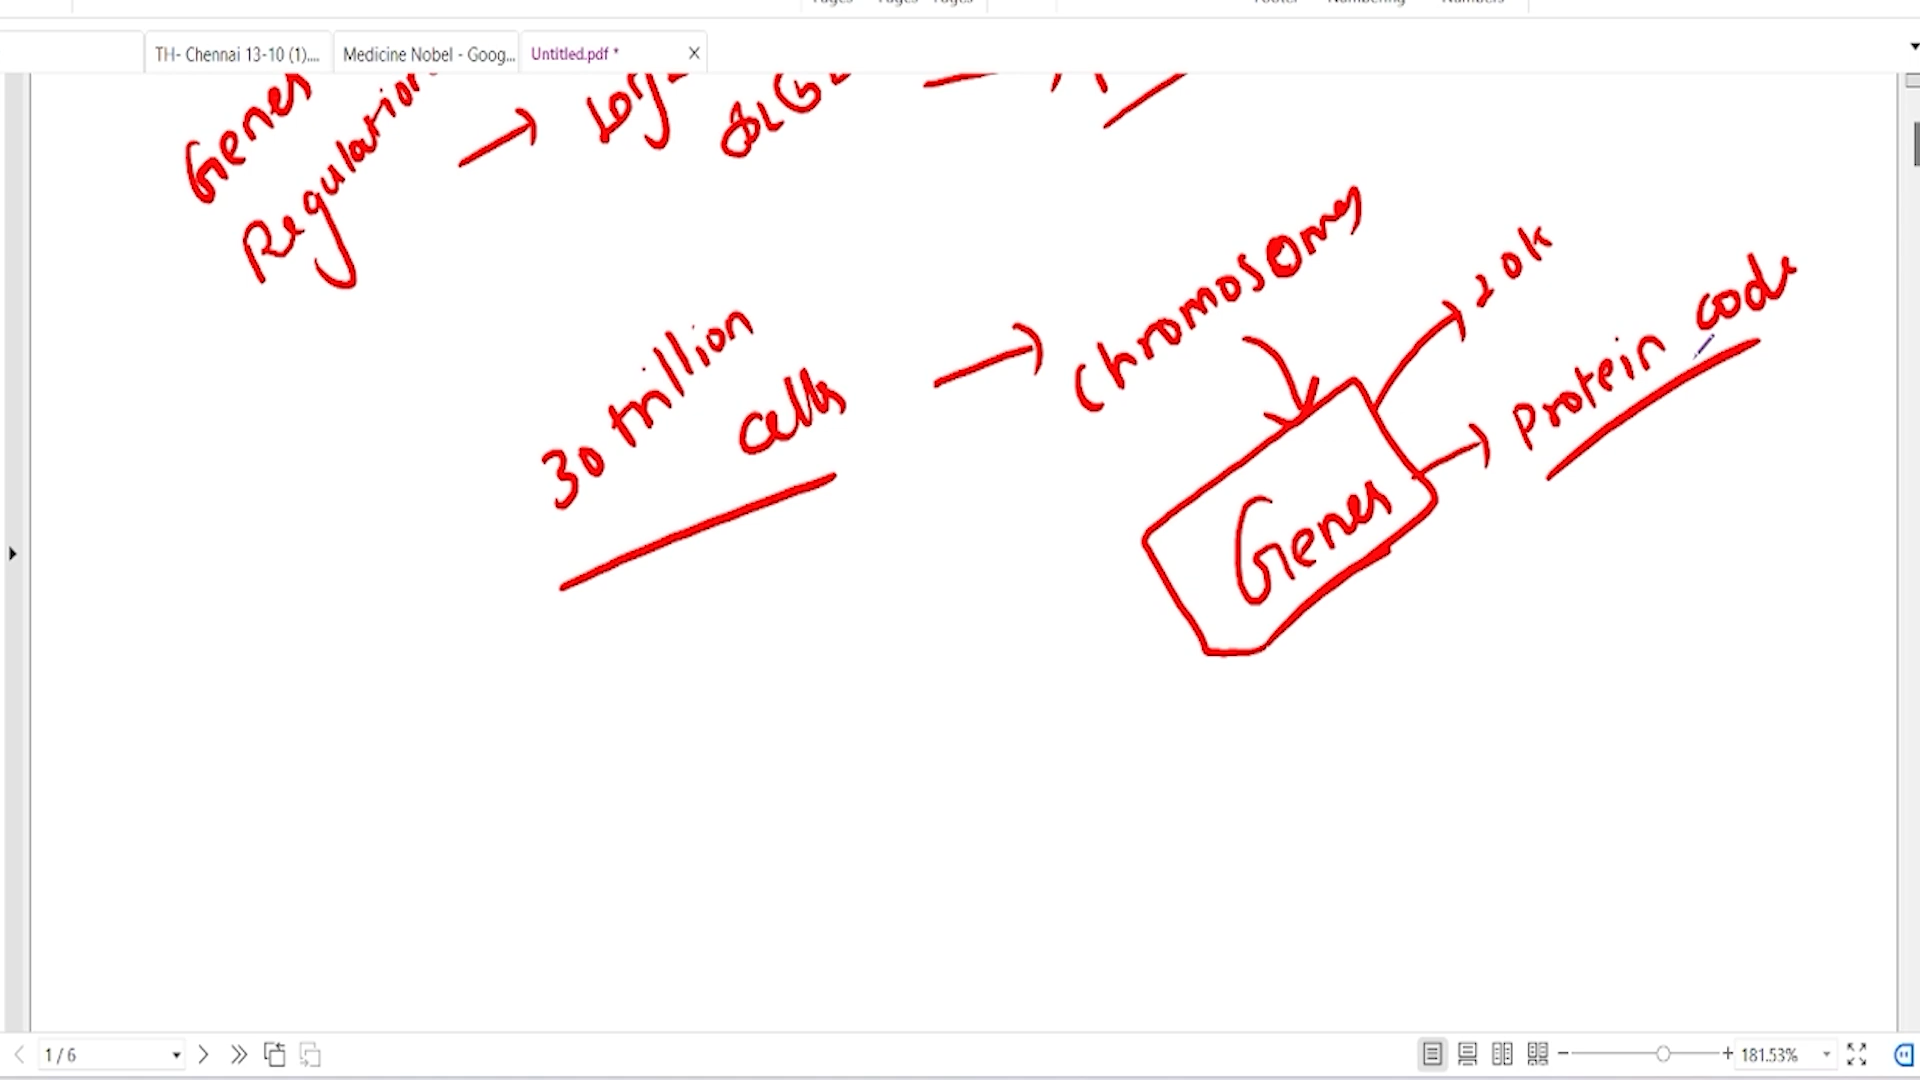 TH- Chennai 13-10 (1)....
Medicine Nobel - Goog...
Untitled.pdf *
Genes
Regulation
30 trillion
cells
Chromosomes
20k
Protein code
Genes
1 / 6
181.53%